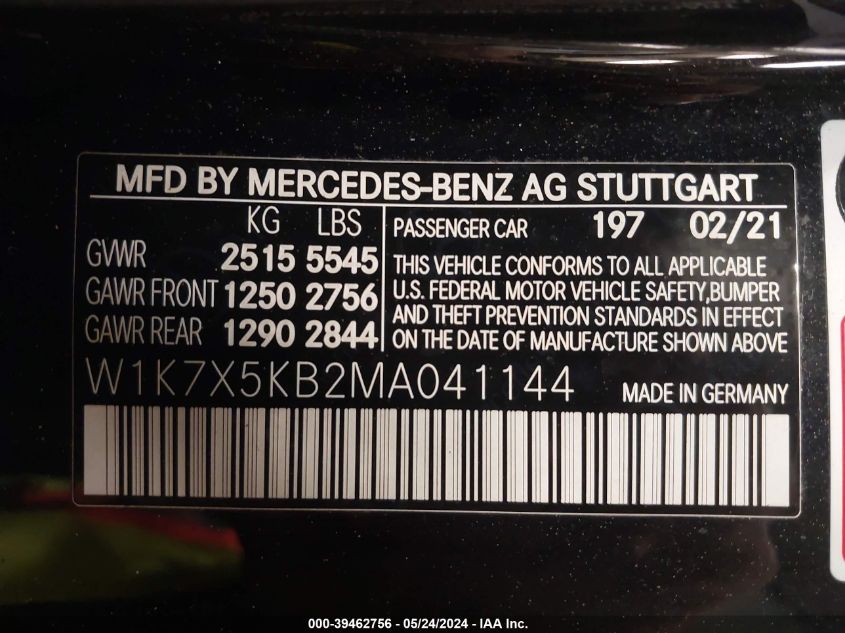 MFD BY MERCEDES-BENZ AG STUTTGART
KG LBS
GVWR 2515 5545
GAWR FRONT 1250 2756
GAWR REAR 1290 2844
PASSENGER CAR 197 02/21
THIS VEHICLE CONFORMS TO ALL APPLICABLE
U.S. FEDERAL MOTOR VEHICLE SAFETY,BUMPER
AND THEFT PREVENTION STANDARDS IN EFFECT
ON THE DATE OF MANUFACTURE SHOWN ABOVE
W1K7X5KB2MA041144 MADE IN GERMANY
000-39462756 - 05/24/2024 - IAA Inc.